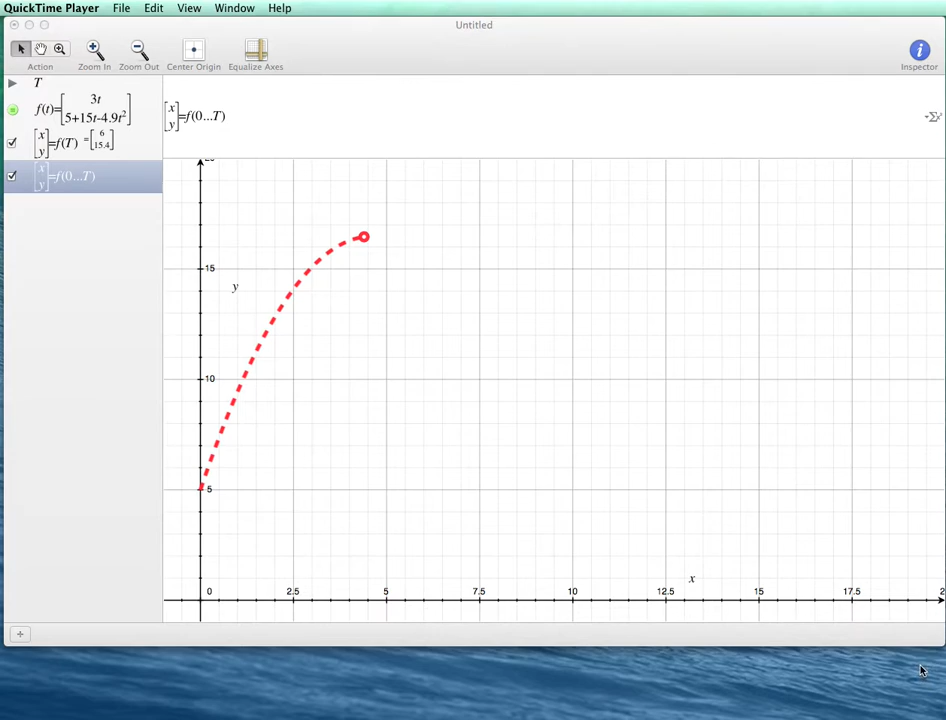 QuickTime Player File Edit View Window Help
Untitled
Action Zoom In Zoom Out Center Origin Equalize Axes Inspector
T
f(t)=[3t
5+15t-4.9t²]
[x
y]=f(T) =[6
15.4]
[x
y]=f(0...T)
[x
y]=f(0...T)
Σx²
15
y
10
5
x
0 2.5 5 7.5 10 12.5 15 17.5